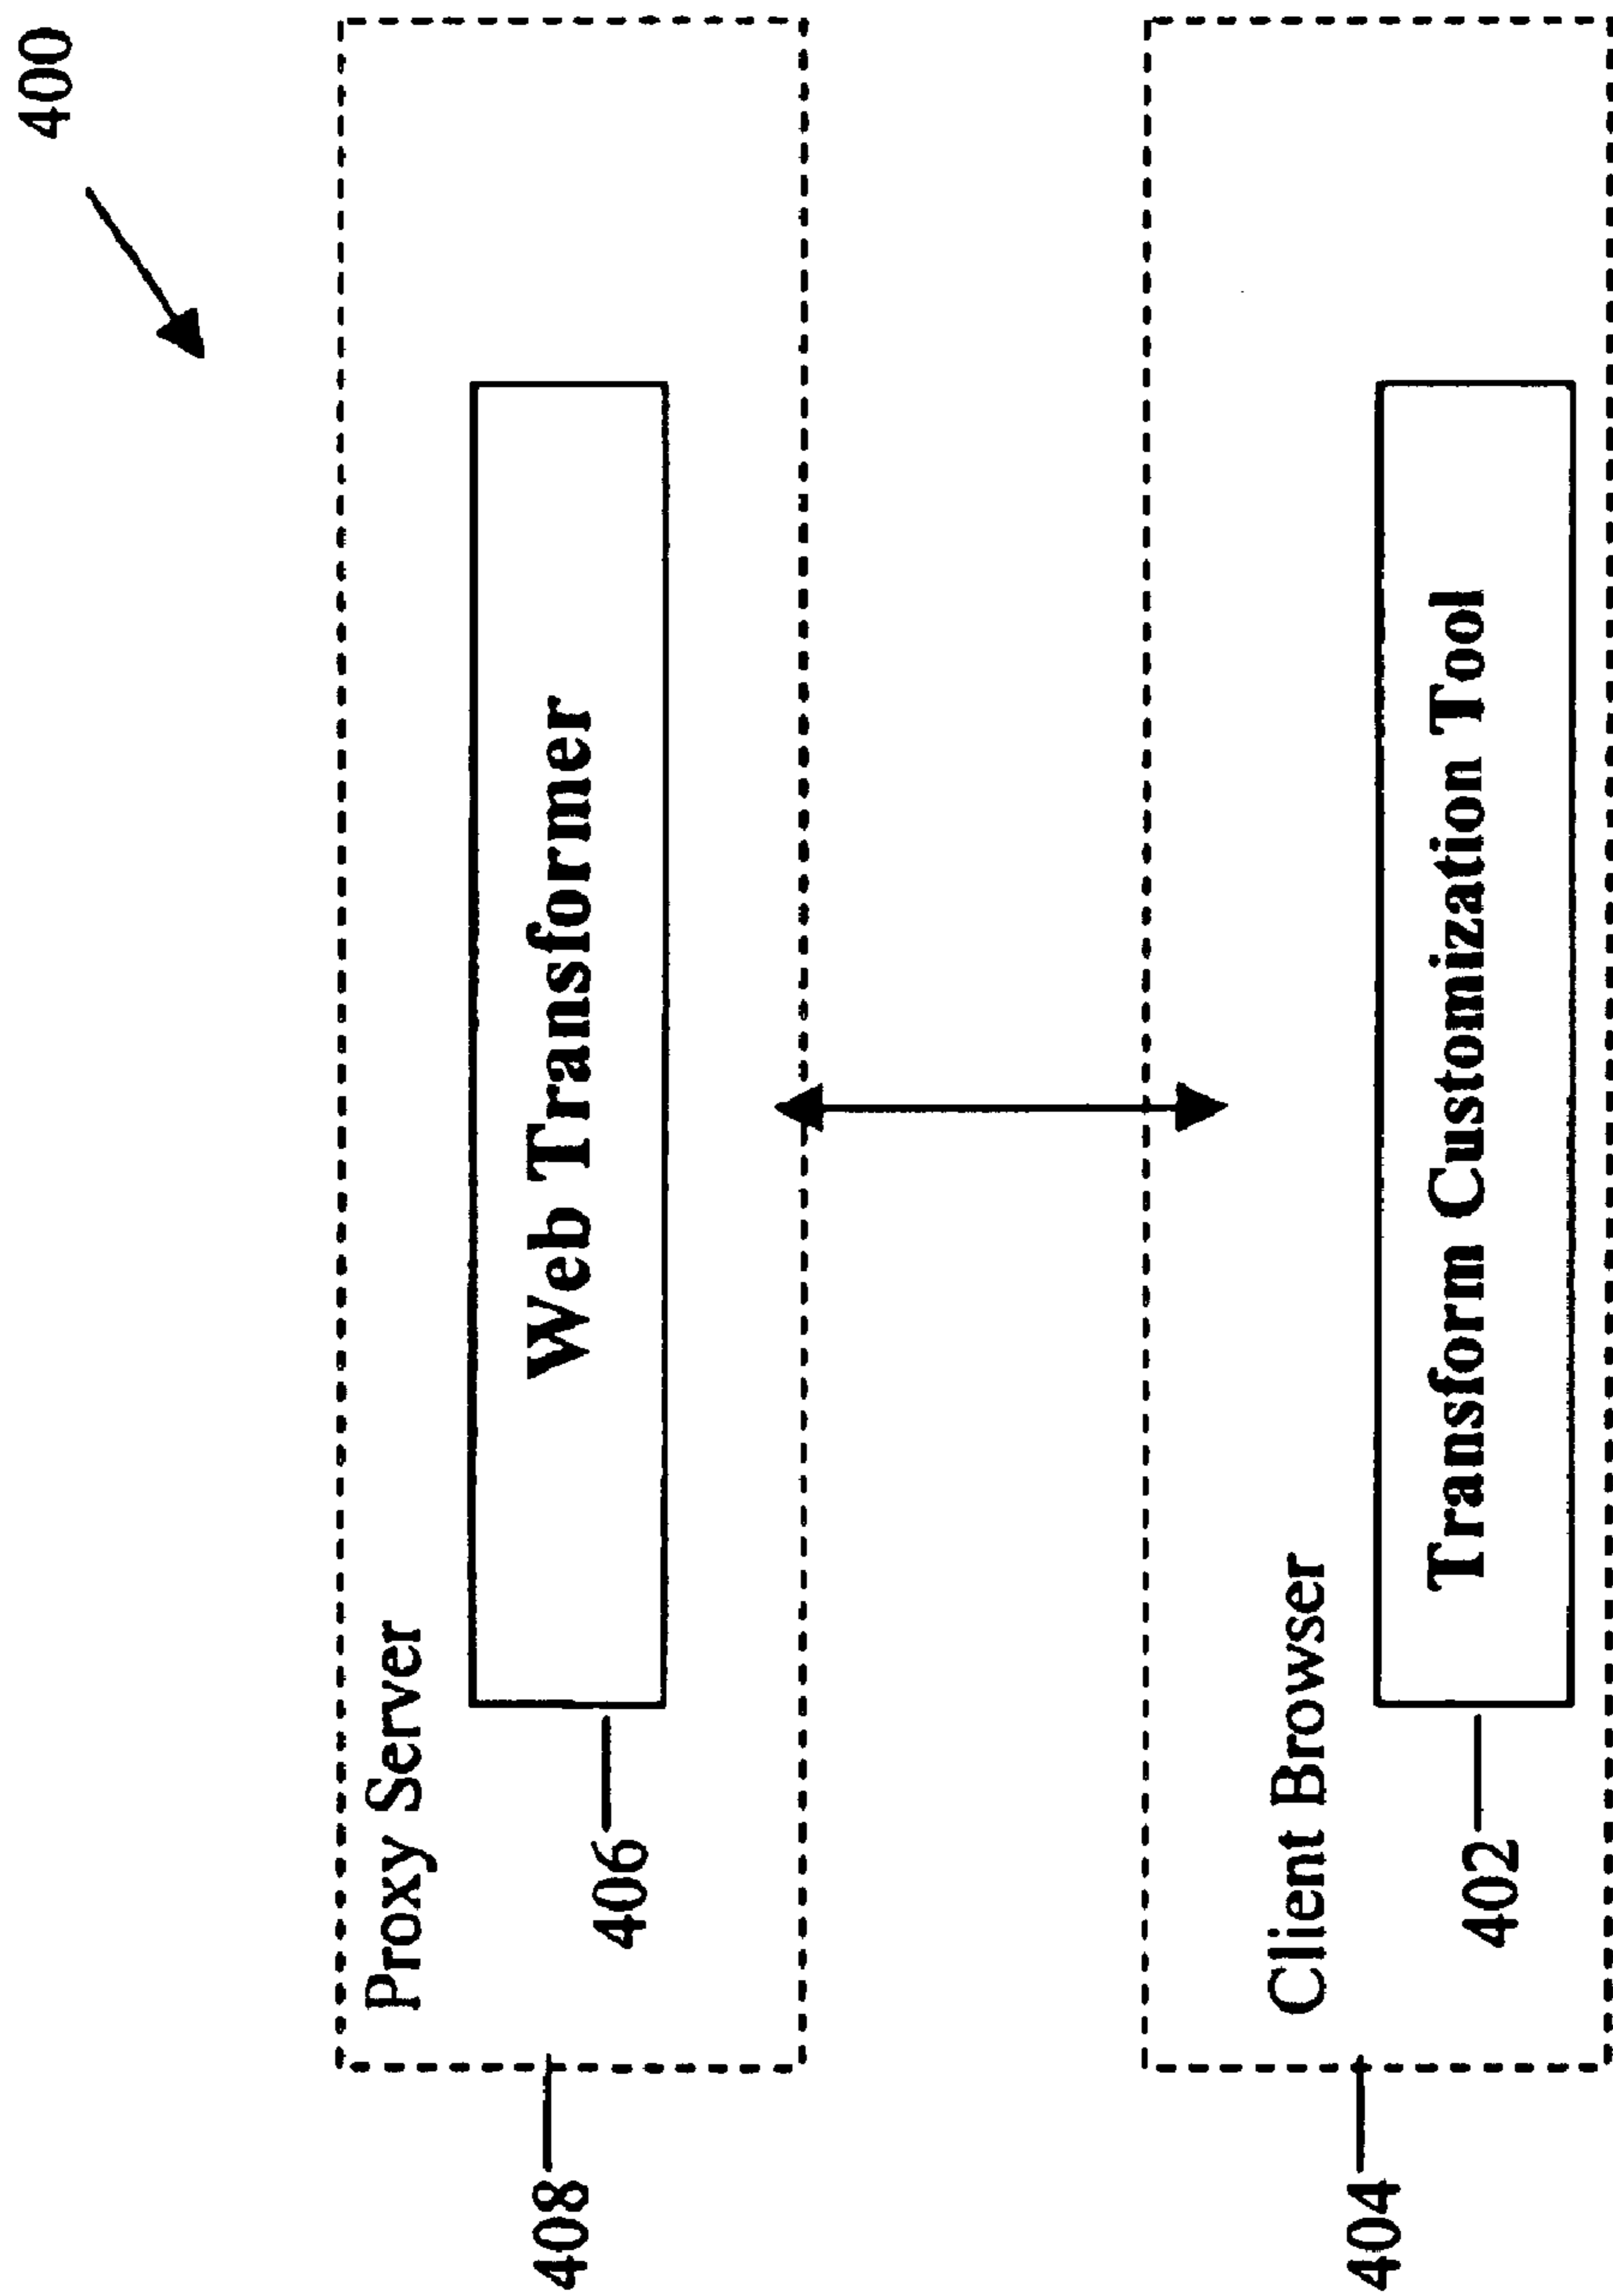 400
Proxy Server
Web Transformer
406
408
Client Browser
Transform Customization Tool
402
404